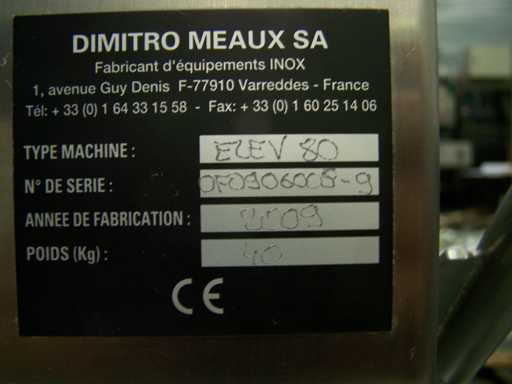 DIMITRO MEAUX SA
Fabricant d'équipements INOX
1, avenue Guy Denis F-77910 Varreddes - France
Tél: + 33 (0) 1 64 33 15 58 - Fax: + 33 (0) 1 60 25 14 06
TYPE MACHINE : ELEV 80
N° DE SERIE :
ANNEE DE FABRICATION : 2009
POIDS (Kg) : 40
CE